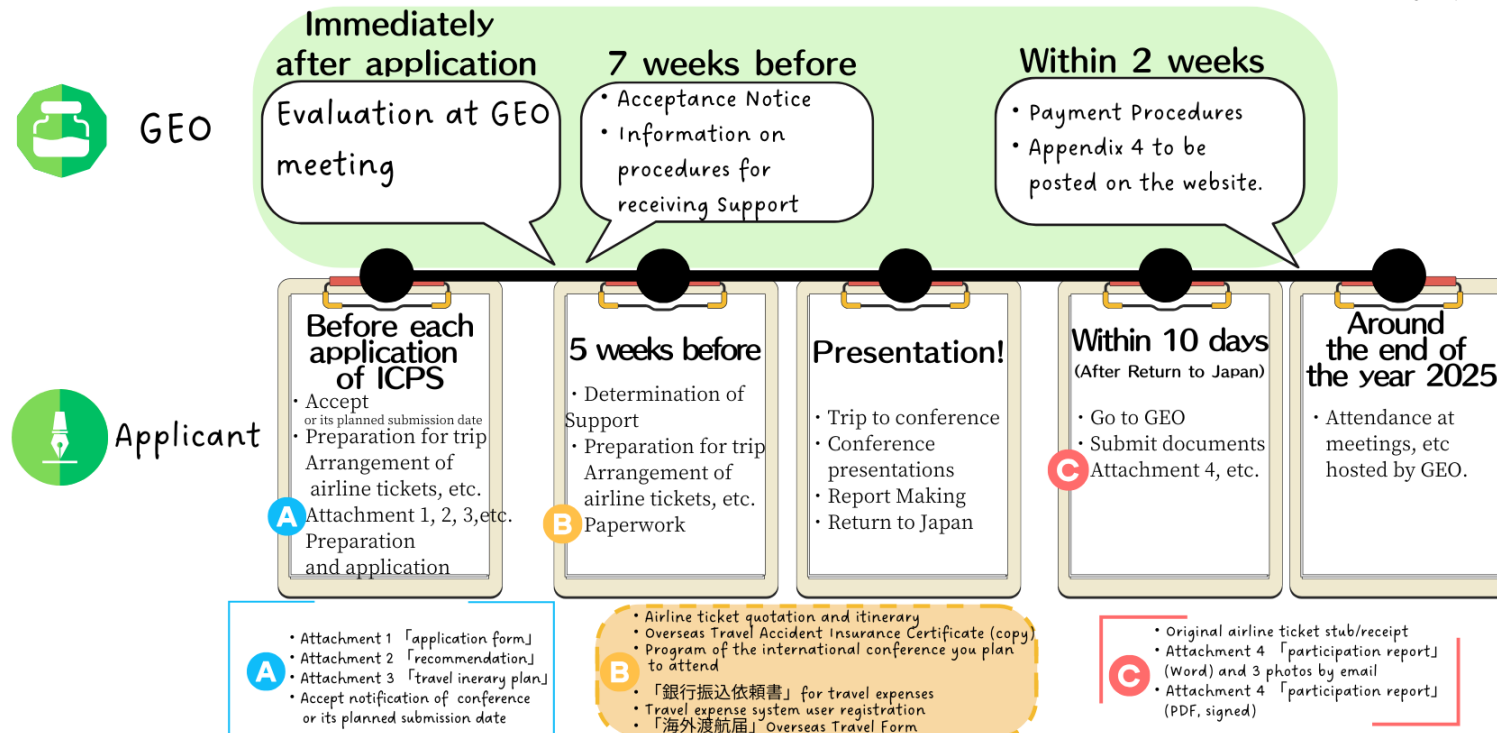 Immediately
after application
7 weeks before
Within 2 weeks
GEO
Evaluation at GEO
meeting
• Acceptance Notice
• Information on
procedures for
receiving Support
• Payment Procedures
• Appendix 4 to be
posted on the website.
Applicant
Before each
application
of ICPS
・Accept
or its planned submission date
・Preparation for trip
Arrangement of
airline tickets, etc.
A Attachment 1, 2, 3,etc.
Preparation
and application
5 weeks before
・Determination of
Support
・Preparation for trip
Arrangement of
airline tickets, etc.
B Paperwork
Presentation!
・Trip to conference
・Conference
presentations
・Report Making
・Return to Japan
Within 10 days
(After Return to Japan)
・Go to GEO
・Submit documents
C Attachment 4, etc.
Around
the end of
the year 2025
・Attendance at
meetings, etc
hosted by GEO.
A
• Attachment 1 「application form」
• Attachment 2 「recommendation」
• Attachment 3 「travel inerary plan」
• Accept notification of conference
or its planned submission date
B
• Airline ticket quotation and itinerary
• Overseas Travel Accident Insurance Certificate (copy)
• Program of the international conference you plan
to attend
• 「銀行振込依頼書」for travel expenses
• Travel expense system user registration
• 「海外渡航届」Overseas Travel Form
C
• Original airline ticket stub/receipt
• Attachment 4 「participation report」
(Word) and 3 photos by email
• Attachment 4 「participation report」
(PDF, signed)